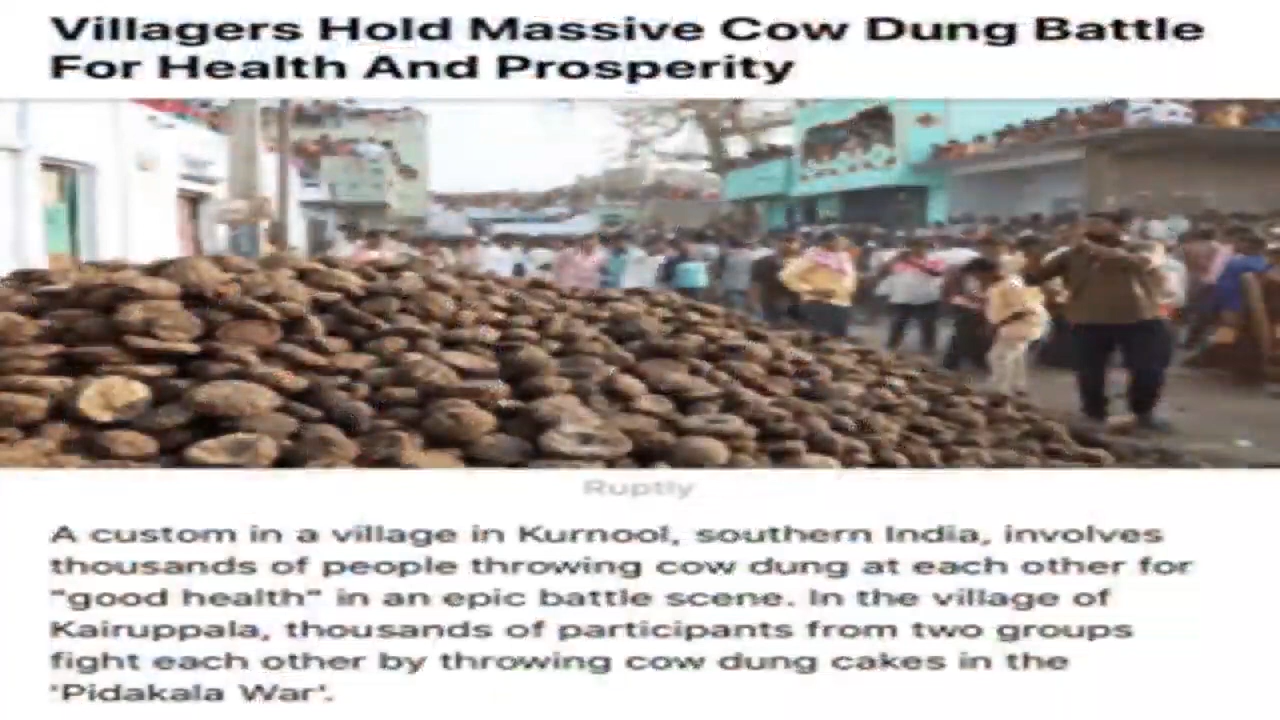 Villagers Hold Massive Cow Dung Battle
For Health And Prosperity
Ruptly
A custom in a village in Kurnool, southern India, involves
thousands of people throwing cow dung at each other for
"good health" in an epic battle scene. In the village of
Kairuppala, thousands of participants from two groups
fight each other by throwing cow dung cakes in the
'Pidakala War'.